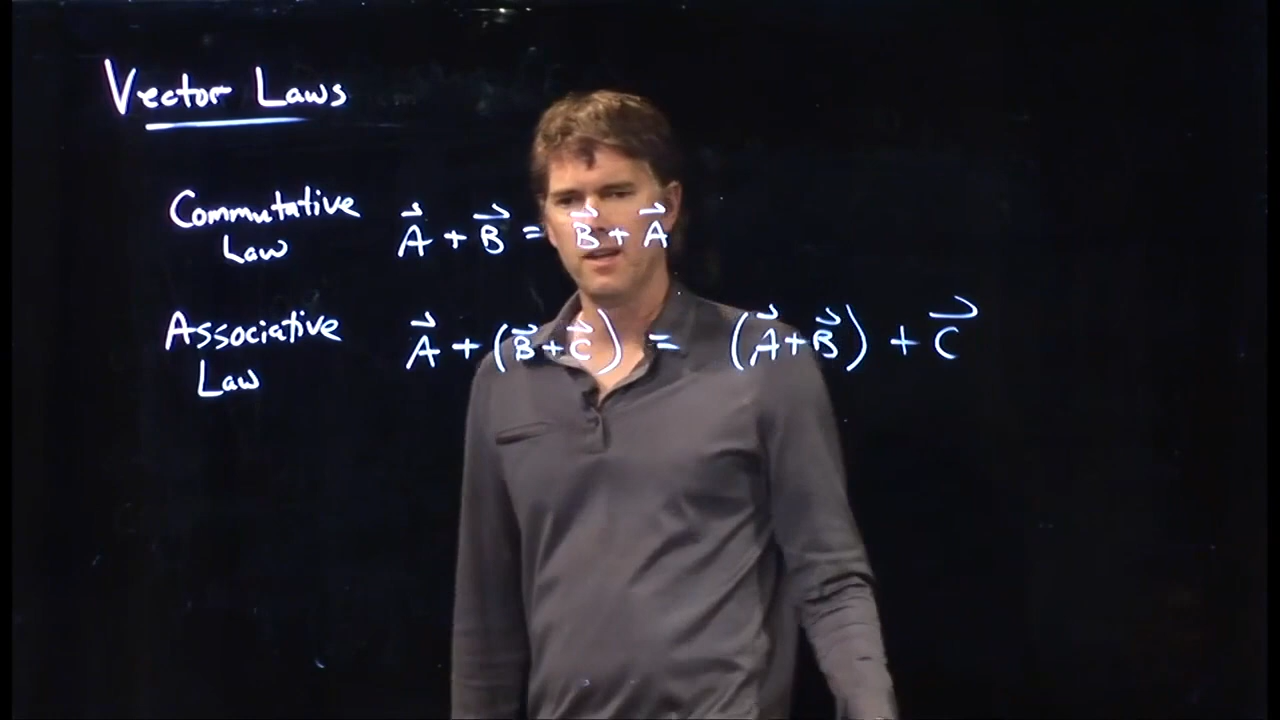 Vector Laws
Commutative Law A⃗ + B⃗ = B⃗ + A⃗
Associative Law A⃗ + (B⃗ + C⃗) = (A⃗ + B⃗) + C⃗